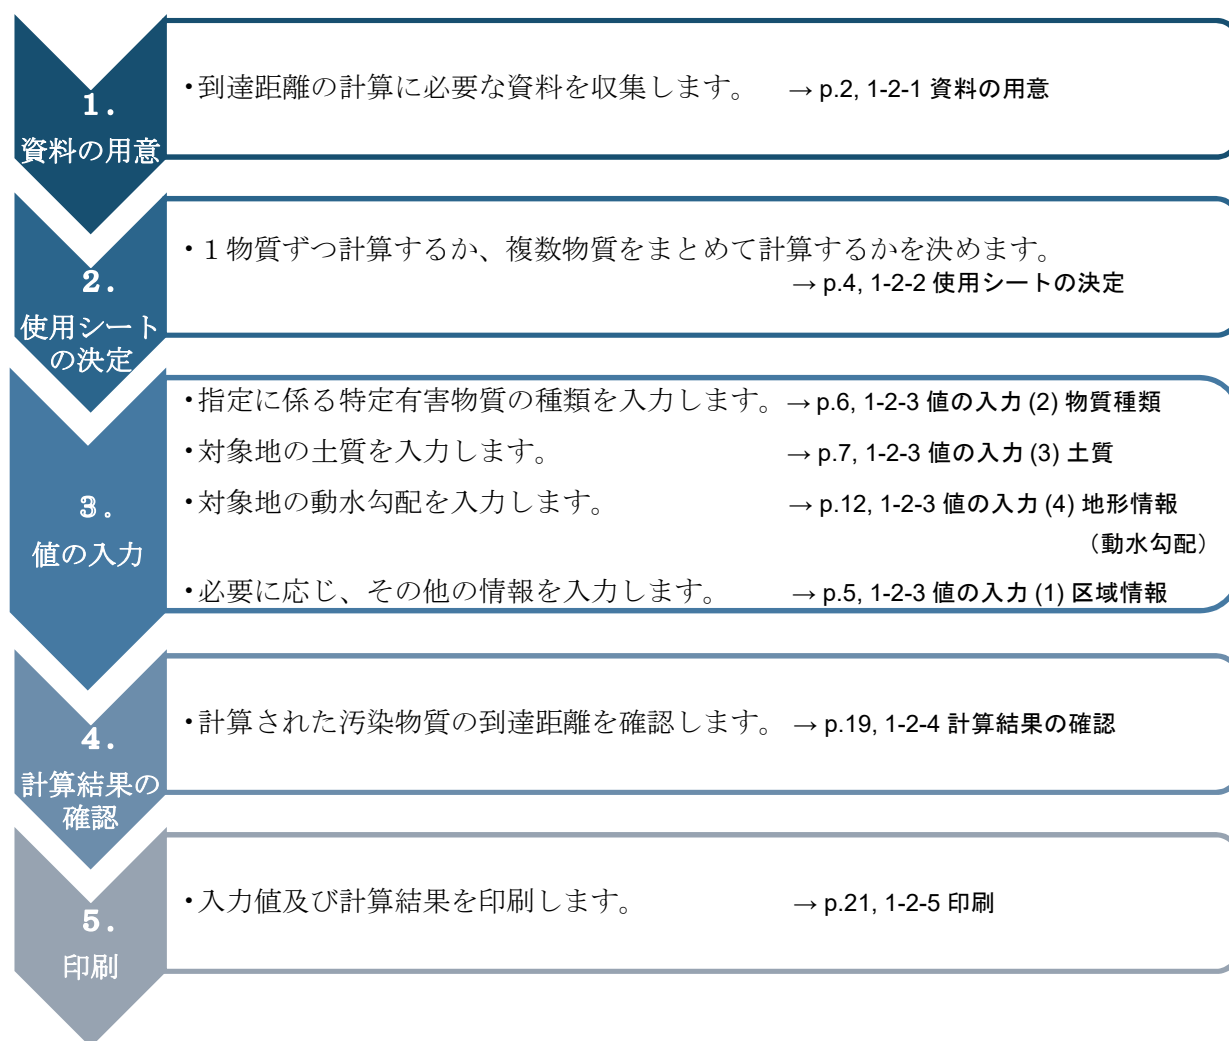 1.
資料の用意
・到達距離の計算に必要な資料を収集します。 → p.2, 1-2-1 資料の用意
2.
使用シート
の決定
・１物質ずつ計算するか、複数物質をまとめて計算するかを決めます。
→ p.4, 1-2-2 使用シートの決定
3.
値の入力
・指定に係る特定有害物質の種類を入力します。 → p.6, 1-2-3 値の入力 (2) 物質種類
・対象地の土質を入力します。 → p.7, 1-2-3 値の入力 (3) 土質
・対象地の動水勾配を入力します。 → p.12, 1-2-3 値の入力 (4) 地形情報
（動水勾配）
・必要に応じ、その他の情報を入力します。 → p.5, 1-2-3 値の入力 (1) 区域情報
4.
計算結果の
確認
・計算された汚染物質の到達距離を確認します。 → p.19, 1-2-4 計算結果の確認
5.
印刷
・入力値及び計算結果を印刷します。 → p.21, 1-2-5 印刷